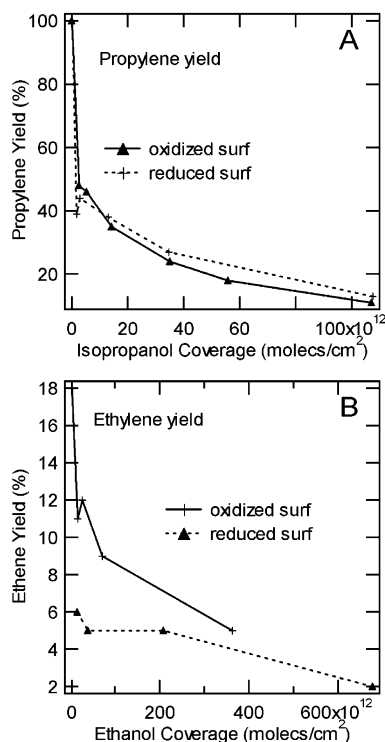 A
Propylene yield
oxidized surf
reduced surf
Propylene Yield (%)
100
80
60
40
20
0
20
40
60
80
100x10^12
Isopropanol Coverage (molecs/cm^2)
B
Ethylene yield
oxidized surf
reduced surf
Ethene Yield (%)
18
16
14
12
10
8
6
4
2
0
200
400
600x10^12
Ethanol Coverage (molecs/cm^2)